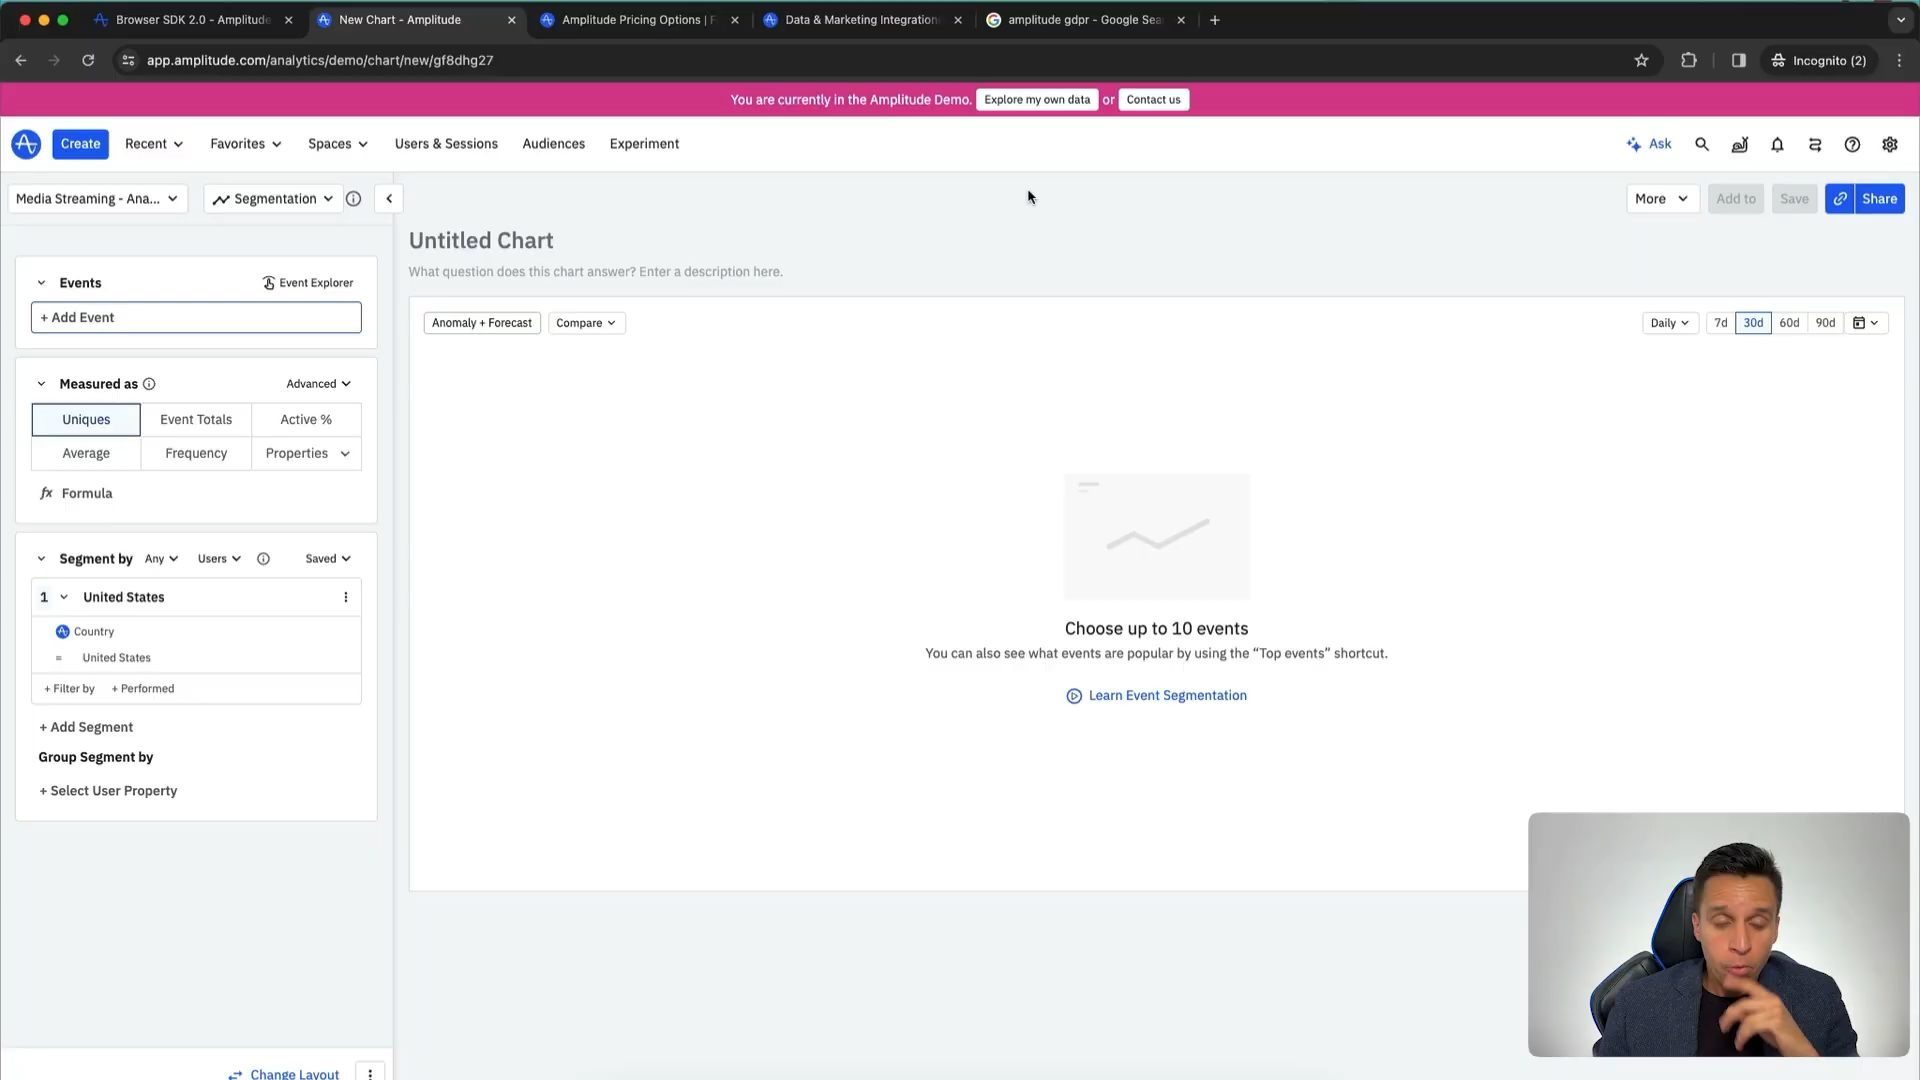 Browser SDK 2.0 - Amplitude
New Chart - Amplitude
Amplitude Pricing Options | F
Data & Marketing Integration
amplitude gdpr - Google Sea
app.amplitude.com/analytics/demo/chart/new/gf8dhg27
Incognito (2)
You are currently in the Amplitude Demo. Explore my own data or Contact us
Create Recent Favorites Spaces Users & Sessions Audiences Experiment Ask
Media Streaming - Ana... Segmentation More Add to Save Share
Untitled Chart
What question does this chart answer? Enter a description here.
Events Event Explorer
+ Add Event
Anomaly + Forecast Compare Daily 7d 30d 60d 90d
Measured as Advanced
Uniques Event Totals Active %
Average Frequency Properties
fx Formula
Segment by Any Users Saved
1 United States
Country
= United States
+ Filter by + Performed
+ Add Segment
Group Segment by
+ Select User Property
Choose up to 10 events
You can also see what events are popular by using the “Top events” shortcut.
Learn Event Segmentation
Change Layout